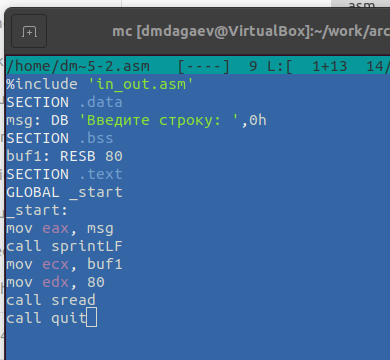 asm
mc [dmdagaev@VirtualBox]:~/work/arc
/home/dm~5-2.asm [----] 9 L:[ 1+13 14/
%include 'in_out.asm'
SECTION .data
msg: DB 'Введите строку: ',0h
SECTION .bss
buf1: RESB 80
SECTION .text
GLOBAL _start
_start:
mov eax, msg
call sprintLF
mov ecx, buf1
mov edx, 80
call sread
call quit